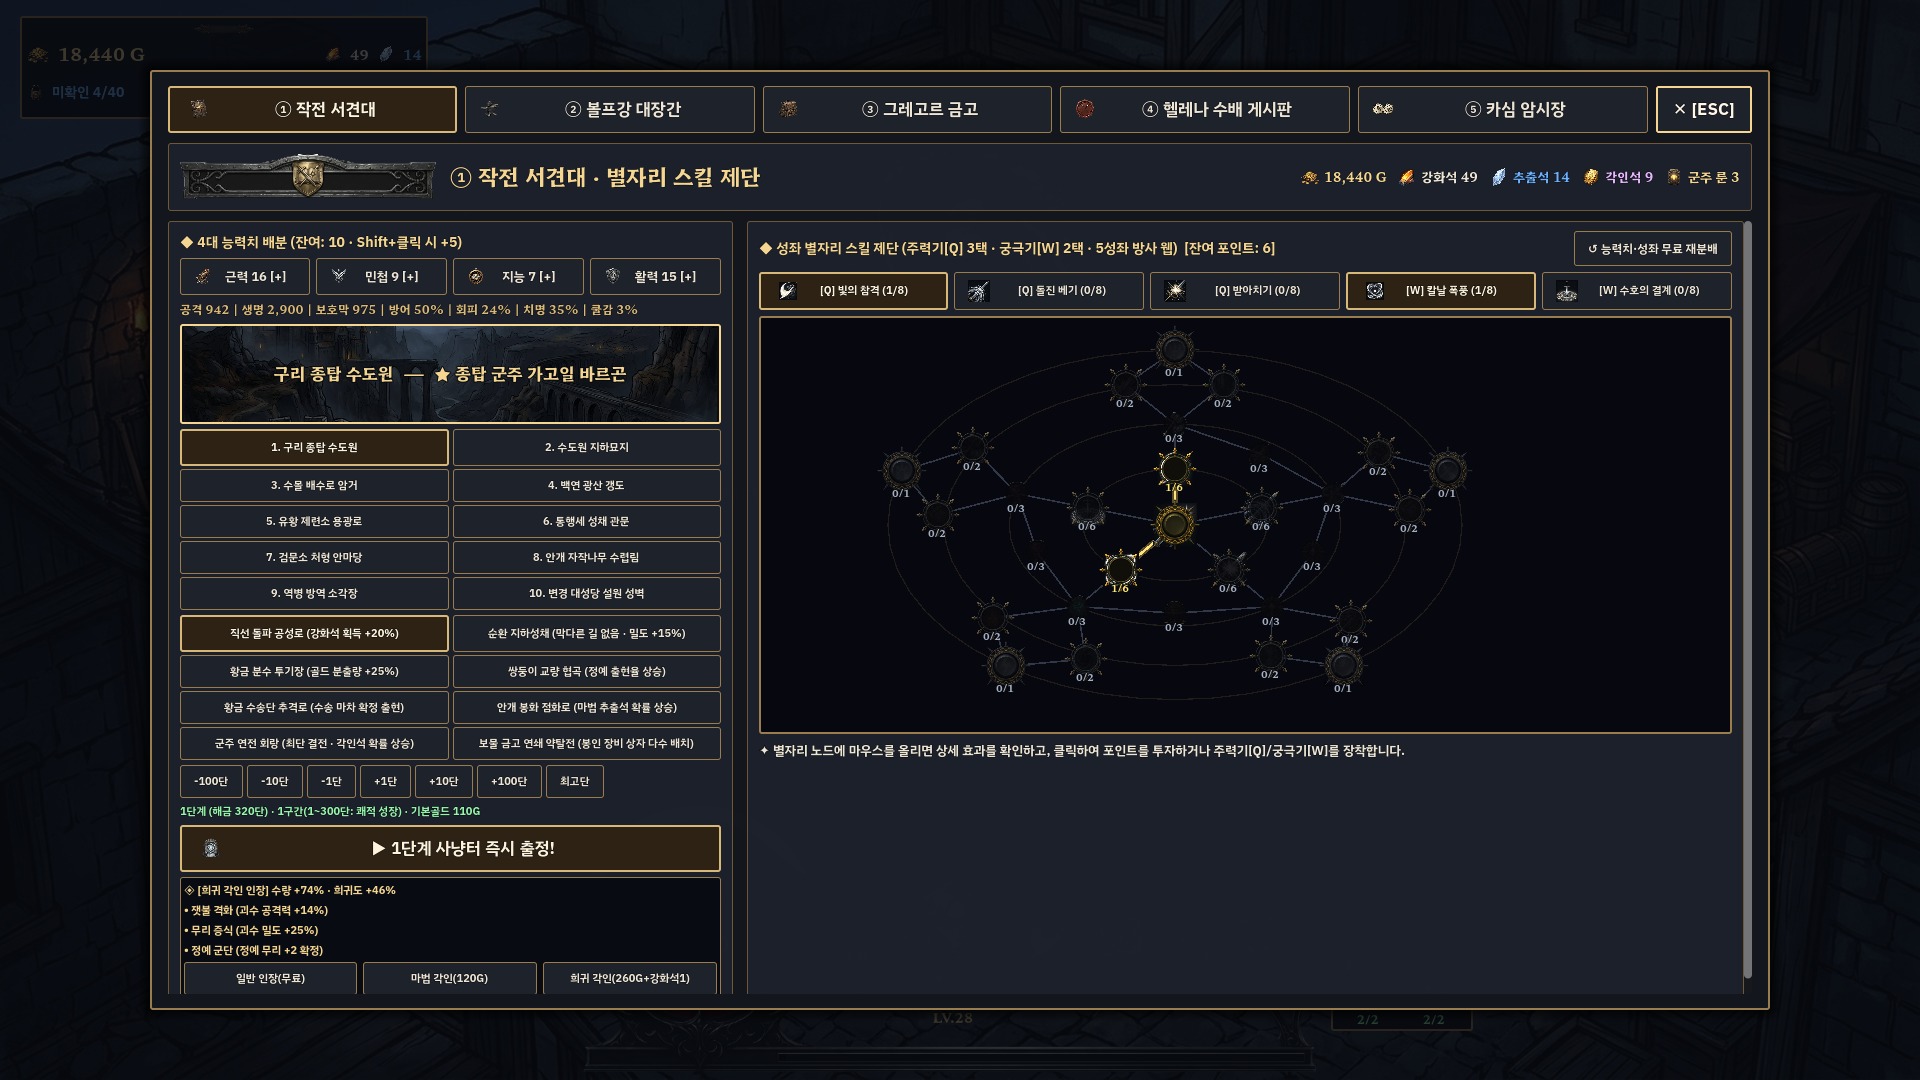 18,440 G 49 14
미확인 4/40
① 작전 서견대
② 볼프강 대장간
③ 그레고르 금고
④ 헬레나 수배 게시판
⑤ 카심 암시장
× [ESC]
① 작전 서견대 · 별자리 스킬 제단
18,440 G 강화석 49 추출석 14 각인석 9 군주 룬 3
◆ 4대 능력치 배분 (잔여: 10 · Shift+클릭 시 +5)
근력 16 [+]
민첩 9 [+]
지능 7 [+]
활력 15 [+]
공격 942 | 생명 2,900 | 보호막 975 | 방어 50% | 회피 24% | 치명 35% | 쿨감 3%
구리 종탑 수도원 — ★ 종탑 군주 가고일 바르곤
1. 구리 종탑 수도원
2. 수도원 지하묘지
3. 수몰 배수로 암거
4. 백연 광산 갱도
5. 유황 제련소 용광로
6. 통행세 성채 관문
7. 검문소 처형 안마당
8. 안개 자작나무 수렵림
9. 역병 방역 소각장
10. 변경 대성당 설원 성벽
직선 돌파 공성로 (강화석 획득 +20%)
순환 지하성채 (막다른 길 없음 · 밀도 +15%)
황금 분수 투기장 (골드 분출량 +25%)
쌍둥이 교량 협곡 (정예 출현율 상승)
황금 수송단 추격로 (수송 마차 확정 출현)
안개 봉화 점화로 (마법 추출석 확률 상승)
군주 연전 회랑 (최단 결전 · 각인석 확률 상승)
보물 금고 연쇄 약탈전 (봉인 장비 상자 다수 배치)
-100단
-10단
-1단
+1단
+10단
+100단
최고단
1단계 (해금 320단) · 1구간(1~300단: 쾌적 성장) · 기본골드 110G
▶ 1단계 사냥터 즉시 출정!
◈ [희귀 각인 인장] 수량 +74% · 희귀도 +46%
• 잿불 격화 (괴수 공격력 +14%)
• 무리 증식 (괴수 밀도 +25%)
• 정예 군단 (정예 무리 +2 확정)
일반 인장(무료)
마법 각인(120G)
희귀 각인(260G+강화석1)
◆ 성좌 별자리 스킬 제단 (주력기[Q] 3택 · 궁극기[W] 2택 · 5성좌 방사 웹) [잔여 포인트: 6]
↺ 능력치·성좌 무료 재분배
[Q] 빛의 참격 (1/8)
[Q] 돌진 베기 (0/8)
[Q] 받아치기 (0/8)
[W] 칼날 폭풍 (1/8)
[W] 수호의 결계 (0/8)
0/1
0/2 0/2
0/3
0/2 0/3 0/2
0/1 1/6 0/1
0/3 0/3
0/6 0/6
0/2 0/2
0/3 0/3
1/6 0/6
0/3 0/3 0/3
0/2 0/2
0/2 0/2
0/1 0/1
✦ 별자리 노드에 마우스를 올리면 상세 효과를 확인하고, 클릭하여 포인트를 투자하거나 주력기[Q]/궁극기[W]를 장착합니다.
LV.28
2/2 2/2